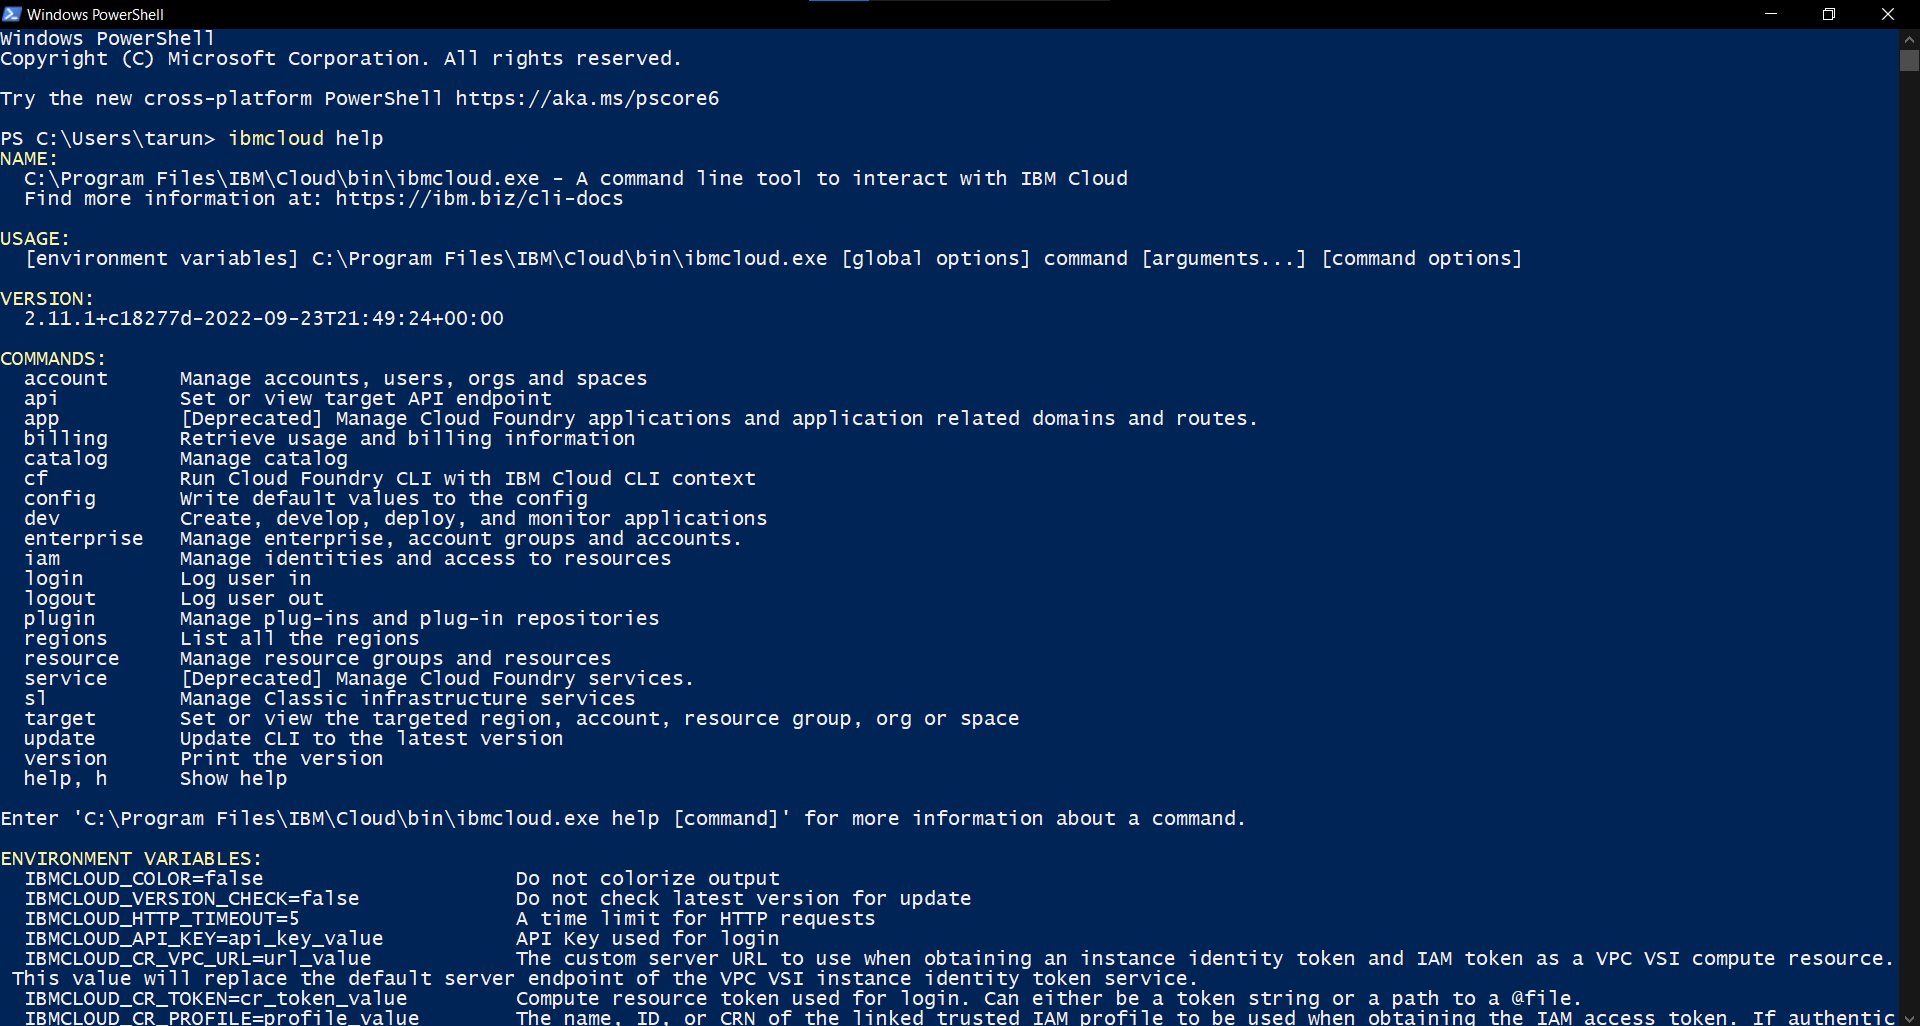 Windows PowerShell
Windows PowerShell
Copyright (C) Microsoft Corporation. All rights reserved.
Try the new cross-platform PowerShell https://aka.ms/pscore6
PS C:\Users\tarun> ibmcloud help
NAME:
  C:\Program Files\IBM\Cloud\bin\ibmcloud.exe - A command line tool to interact with IBM Cloud
  Find more information at: https://ibm.biz/cli-docs
USAGE:
  [environment variables] C:\Program Files\IBM\Cloud\bin\ibmcloud.exe [global options] command [arguments...] [command options]
VERSION:
  2.11.1+c18277d-2022-09-23T21:49:24+00:00
COMMANDS:
  account      Manage accounts, users, orgs and spaces
  api          Set or view target API endpoint
  app          [Deprecated] Manage Cloud Foundry applications and application related domains and routes.
  billing      Retrieve usage and billing information
  catalog      Manage catalog
  cf           Run Cloud Foundry CLI with IBM Cloud CLI context
  config       Write default values to the config
  dev          Create, develop, deploy, and monitor applications
  enterprise   Manage enterprise, account groups and accounts.
  iam          Manage identities and access to resources
  login        Log user in
  logout       Log user out
  plugin       Manage plug-ins and plug-in repositories
  regions      List all the regions
  resource     Manage resource groups and resources
  service      [Deprecated] Manage Cloud Foundry services.
  sl           Manage Classic infrastructure services
  target       Set or view the targeted region, account, resource group, org or space
  update       Update CLI to the latest version
  version      Print the version
  help, h      Show help
Enter 'C:\Program Files\IBM\Cloud\bin\ibmcloud.exe help [command]' for more information about a command.
ENVIRONMENT VARIABLES:
  IBMCLOUD_COLOR=false                     Do not colorize output
  IBMCLOUD_VERSION_CHECK=false             Do not check latest version for update
  IBMCLOUD_HTTP_TIMEOUT=5                  A time limit for HTTP requests
  IBMCLOUD_API_KEY=api_key_value           API Key used for login
  IBMCLOUD_CR_VPC_URL=url_value            The custom server URL to use when obtaining an instance identity token and IAM token as a VPC VSI compute resource.
 This value will replace the default server endpoint of the VPC VSI instance identity token service.
  IBMCLOUD_CR_TOKEN=cr_token_value         Compute resource token used for login. Can either be a token string or a path to a @file.
  IBMCLOUD_CR_PROFILE=profile_value        The name, ID, or CRN of the linked trusted IAM profile to be used when obtaining the IAM access token. If authentic